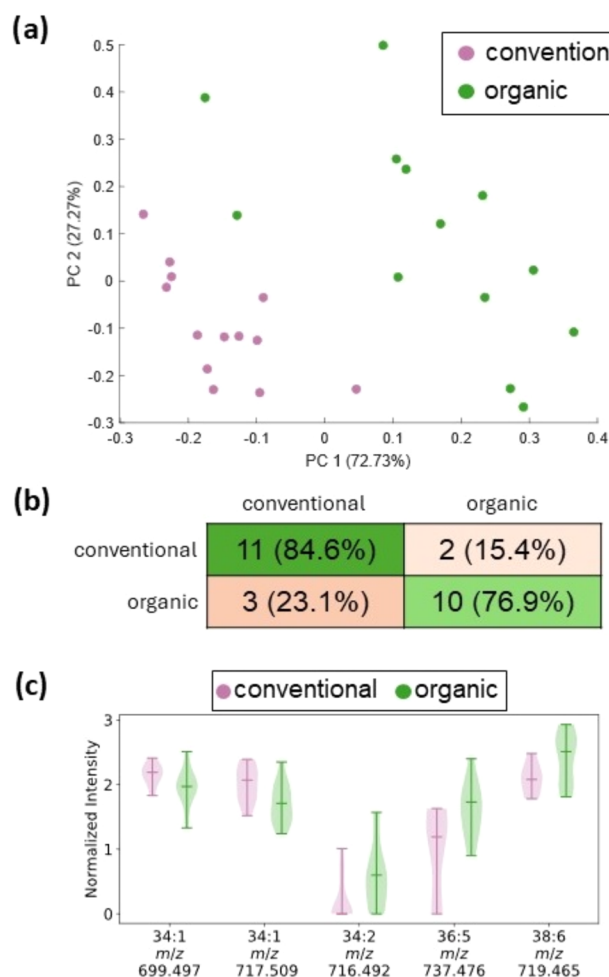 (a)
convention
organic
0.5
0.4
0.3
0.2
0.1
0
-0.1
-0.2
-0.3
PC 2 (27.27%)
-0.3 -0.2 -0.1 0 0.1 0.2 0.3 0.4
PC 1 (72.73%)
(b)
conventional organic
conventional 11 (84.6%) 2 (15.4%)
organic 3 (23.1%) 10 (76.9%)
(c)
conventional organic
Normalized Intensity
3
2
1
0
34:1 34:1 34:2 36:5 38:6
m/z m/z m/z m/z m/z
699.497 717.509 716.492 737.476 719.465